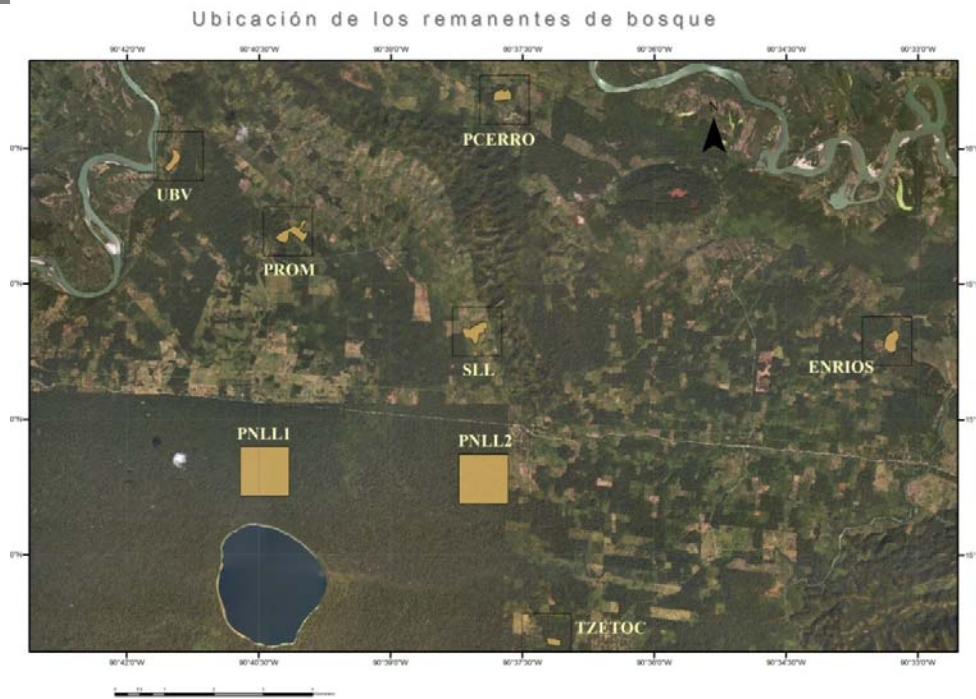 Ubicación de los remanentes de bosque
90°42'0"W 90°40'30"W 90°39'0"W 90°37'30"W 90°36'0"W 90°34'30"W 90°33'0"W
N
PCERRO
UBV
PROM
SLL
ENRIOS
PNLL1
PNLL2
TZETOC
90°42'0"W 90°40'30"W 90°39'0"W 90°37'30"W 90°36'0"W 90°34'30"W 90°33'0"W